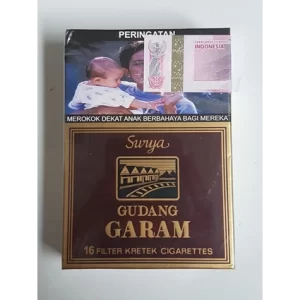 PERINGATAN
INDONESIA
MEROKOK DEKAT ANAK BERBAHAYA BAGI MEREKA
Surya
GUDANG
GARAM
16 FILTER KRETEK CIGARETTES